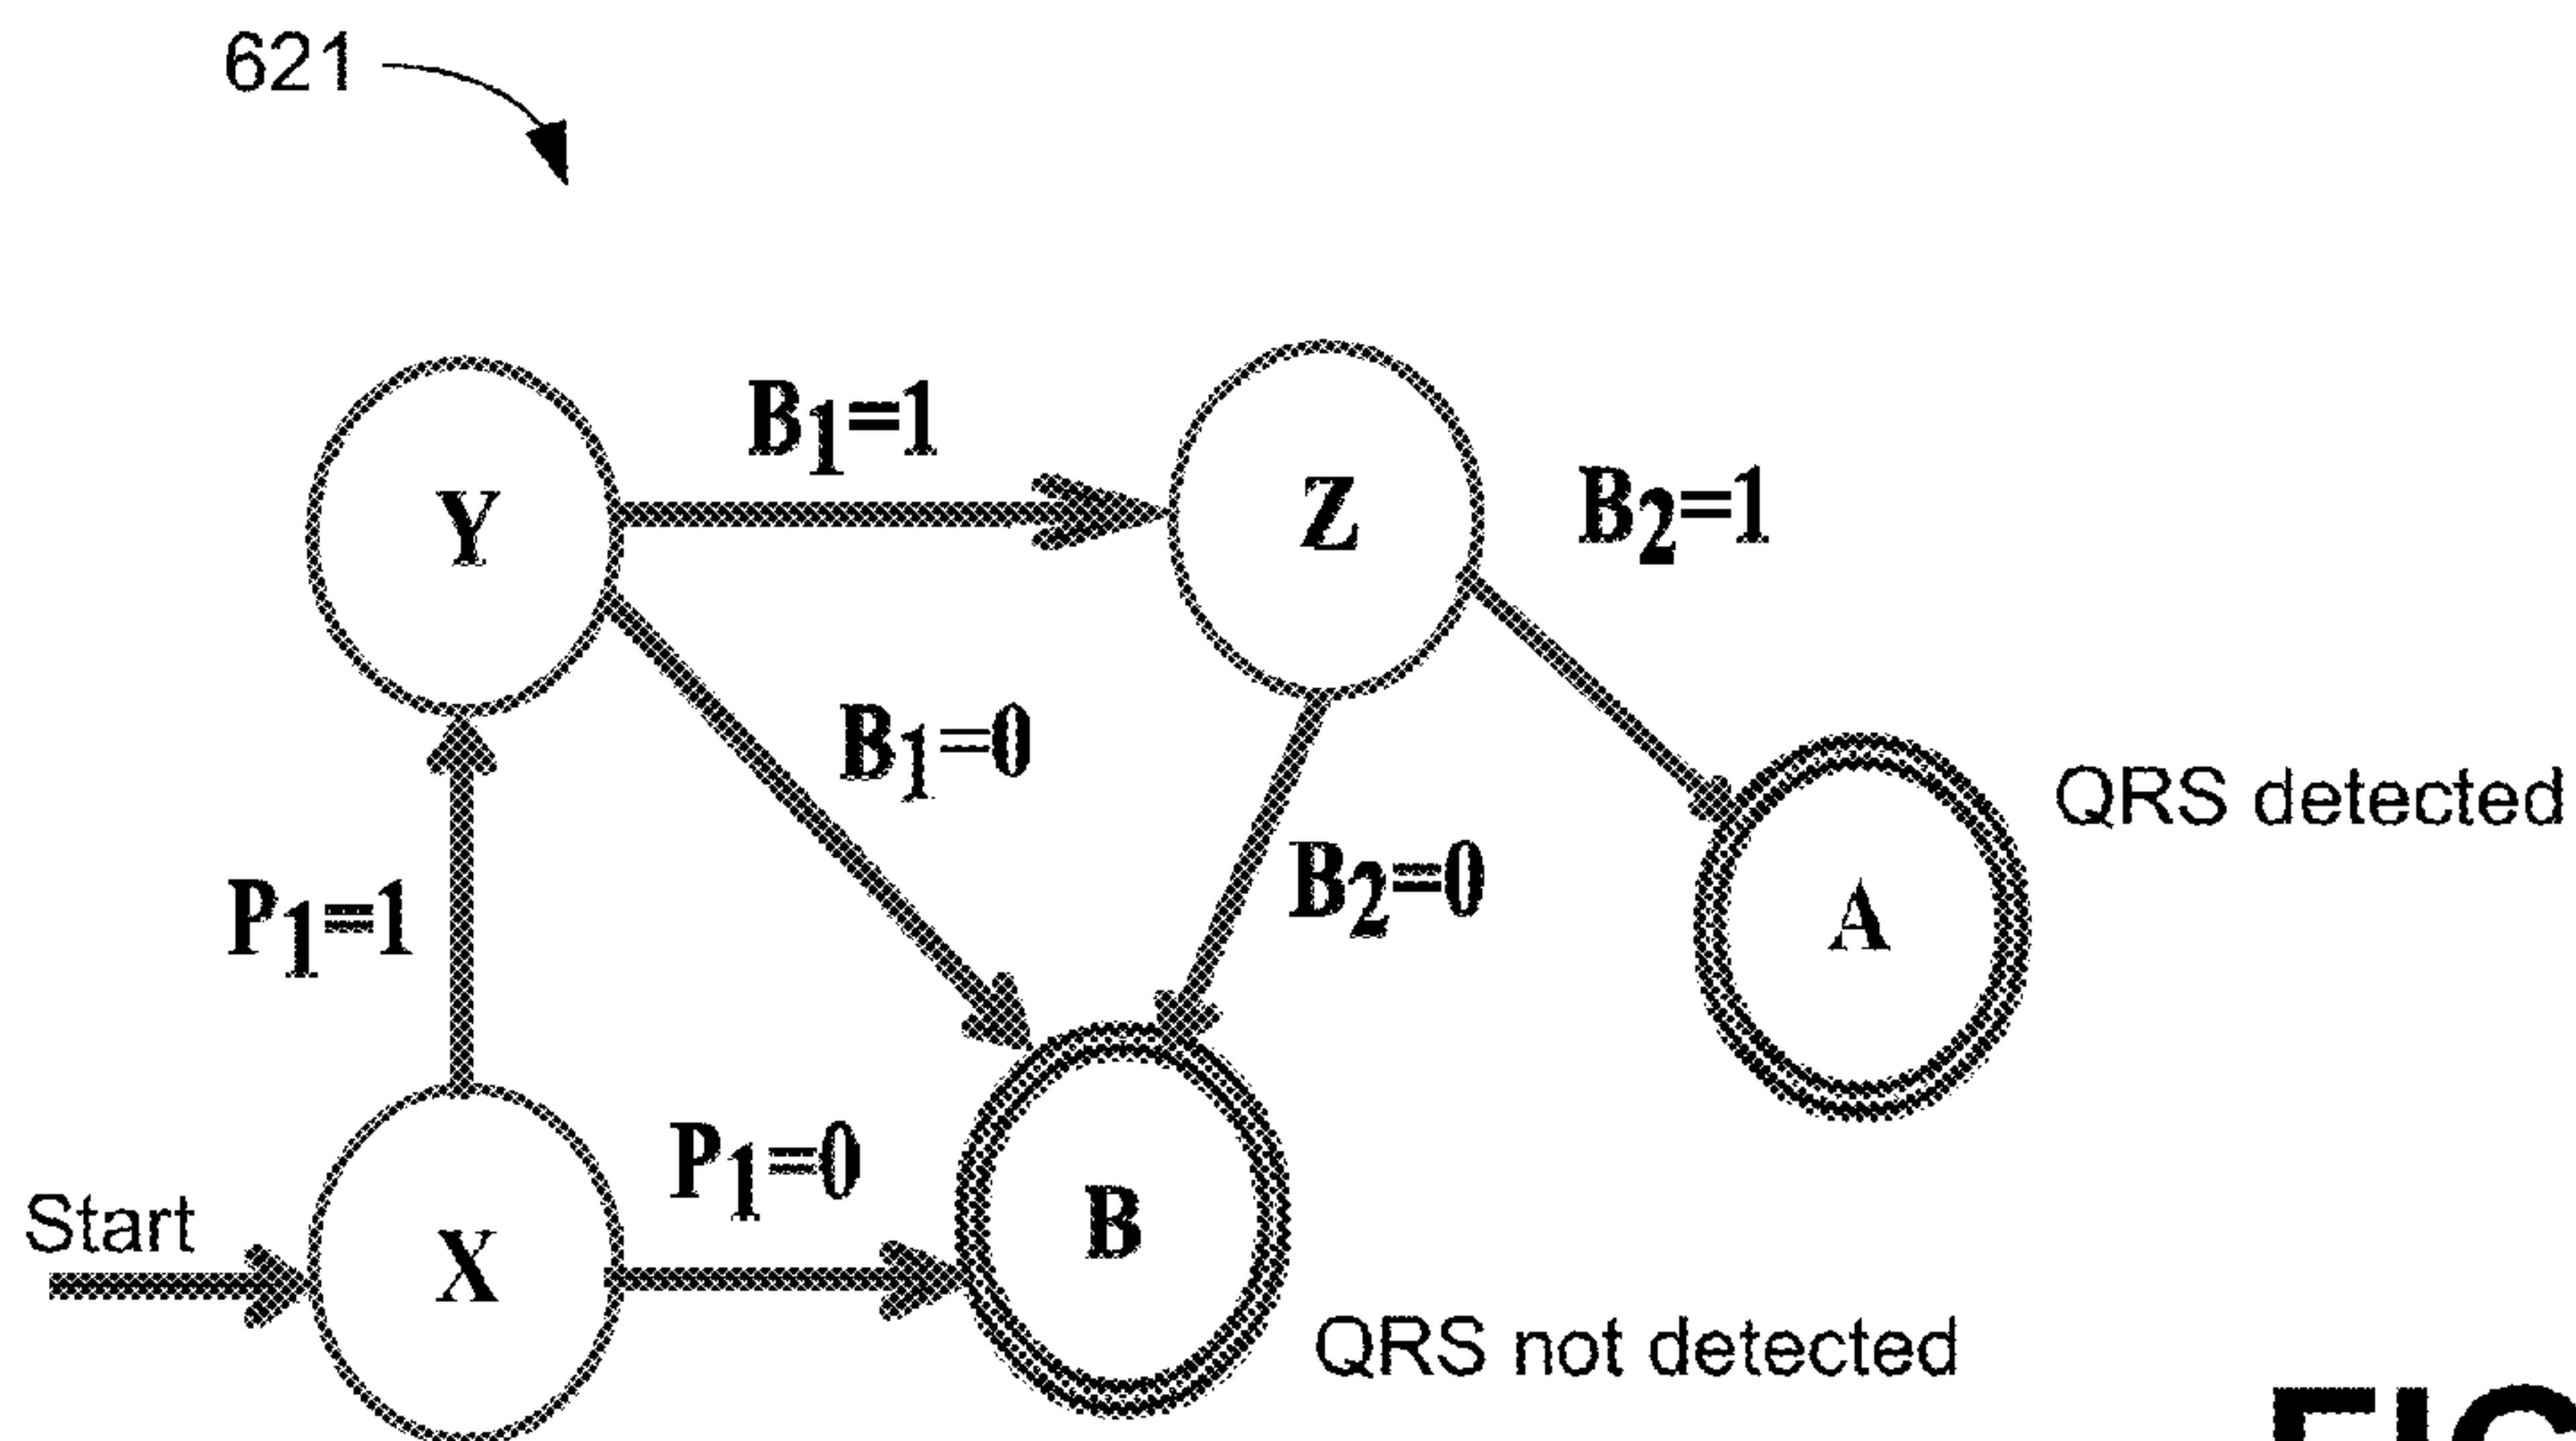 621
B1=1
Y
Z
B2=1
B1=0
QRS detected
P1=1
B2=0
A
P1=0
Start
X
B
QRS not detected